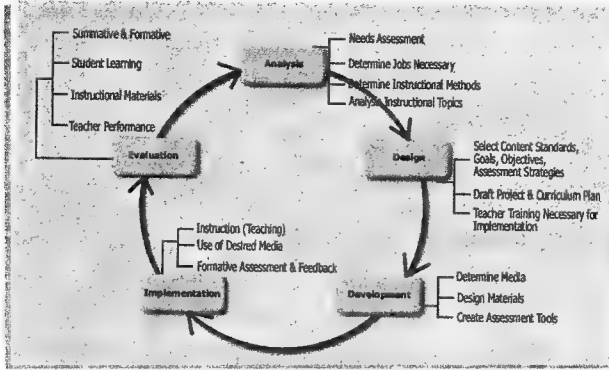 Summative & Formative
Student Learning
Instructional Materials
Teacher Performance
Evaluation
Analysis
Needs Assessment
Determine Jobs Necessary
Determine Instructional Methods
Analysis Instructional Topics
Design
Select Content Standards,
Goals, Objectives,
Assessment Strategies
Draft Project & Curriculum Plan
Teacher Training Necessary for
Implementation
Instruction (Teaching)
Use of Desired Media
Formative Assessment & Feedback
Implementation
Development
Determine Media
Design Materials
Create Assessment Tools